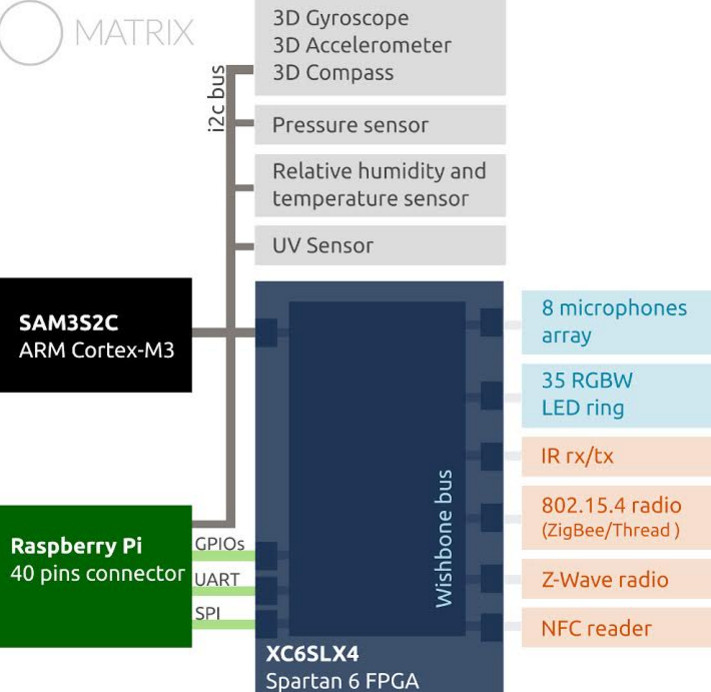 MATRIX
3D Gyroscope
3D Accelerometer
3D Compass
i2c bus
Pressure sensor
Relative humidity and
temperature sensor
UV Sensor
SAM3S2C
ARM Cortex-M3
8 microphones
array
35 RGBW
LED ring
IR rx/tx
802.15.4 radio
(ZigBee/Thread )
Z-Wave radio
NFC reader
Wishbone bus
Raspberry Pi
40 pins connector
GPIOs
UART
SPI
XC6SLX4
Spartan 6 FPGA